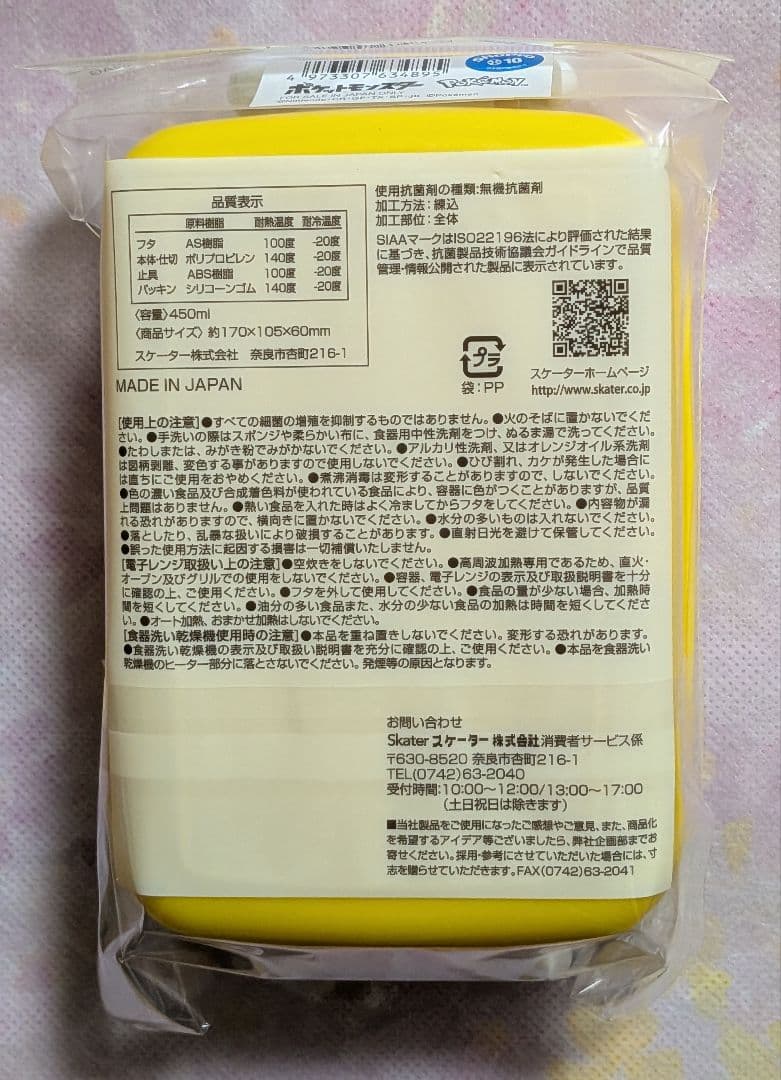 4 973307 634895
10
ポケットモンスター POKÉMON
FOR SALE IN JAPAN ONLY
品質表示
原料樹脂 耐熱温度 耐冷温度
フタ AS樹脂 100度 -20度
本体・仕切 ポリプロピレン 140度 -20度
止具 ABS樹脂 100度 -20度
パッキン シリコーンゴム 140度 -20度
〈容量〉450ml
〈商品サイズ〉約170×105×60mm
スケーター株式会社 奈良市杏町216-1
MADE IN JAPAN
使用抗菌剤の種類:無機抗菌剤
加工方法:練込
加工部位:全体
SIAAマークはISO22196法により評価された結果
に基づき、抗菌製品技術協議会ガイドラインで品質
管理・情報公開された製品に表示されています。
プラ
袋:PP
スケーターホームページ
http://www.skater.co.jp
[使用上の注意]●すべての細菌の増殖を抑制するものではありません。●火のそばに置かないでくだ
さい。●手洗いの際はスポンジや柔らかい布に、食器用中性洗剤をつけ、ぬるま湯で洗ってください。
●たわしまたは、みがき粉でみがかないでください。●アルカリ性洗剤、又はオレンジオイル系洗剤
は図柄剥離、変色する事がありますので使用しないでください。●ひび割れ、カケが発生した場合に
は直ちにご使用をおやめください。●煮沸消毒は変形することがありますので、しないでください。
●色の濃い食品及び合成着色料が使われている食品により、容器に色がつくことがありますが、品質
上問題はありません。●熱い食品を入れた時はよく冷ましてからフタをしてください。●内容物が漏
れる恐れがありますので、横向きに置かないでください。●水分の多いものは入れないでください。
●落としたり、乱暴な扱いにより破損することがあります。●直射日光を避けて保管してください。
●誤った使用方法に起因する損害は一切補償いたしません。
[電子レンジ取扱い上の注意]●空炊きをしないでください。●高周波加熱専用であるため、直火・
オーブン及びグリルでの使用をしないでください。●容器、電子レンジの表示及び取扱説明書を十分
に確認の上、ご使用ください。●フタを外して使用してください。●食品の量が少ない場合、加熱時
間を短くしてください。●油分の多い食品また、水分の少ない食品の加熱は時間を短くしてくださ
い。●オート加熱、おまかせ加熱はしないでください。
[食器洗い乾燥機使用時の注意]●本品を重ね置きしないでください。変形する恐れがあります。
●食器洗い乾燥機の表示及び取扱い説明書を充分に確認の上、ご使用ください。●本品を食器洗い
乾燥機のヒーター部分に落とさないでください。発煙等の原因となります。
お問い合わせ
Skater スケーター株式会社消費者サービス係
〒630-8520 奈良市杏町216-1
TEL(0742)63-2040
受付時間:10:00〜12:00/13:00〜17:00
(土日祝日は除きます)
■当社製品をご使用になったご感想やご意見、また、商品化
を希望するアイデア等ございましたら、弊社企画部までお
寄せください。採用・参考にさせていただいた場合には、寸
志を贈らせていただきます。FAX(0742)63-2041